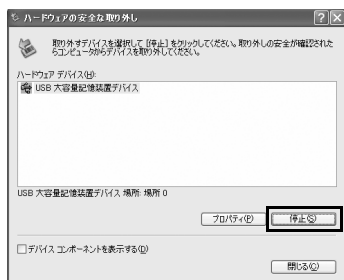 ハードウェアの安全な取り外し
取り外すデバイスを選択して [停止] をクリックしてください。取り外しの安全が確認された
らコンピュータからデバイスを取り外してください。
ハードウェア デバイス(H):
USB 大容量記憶装置デバイス
USB 大容量記憶装置デバイス 場所: 場所 0
プロパティ(P)
停止(S)
デバイス コンポーネントを表示する(D)
閉じる(C)